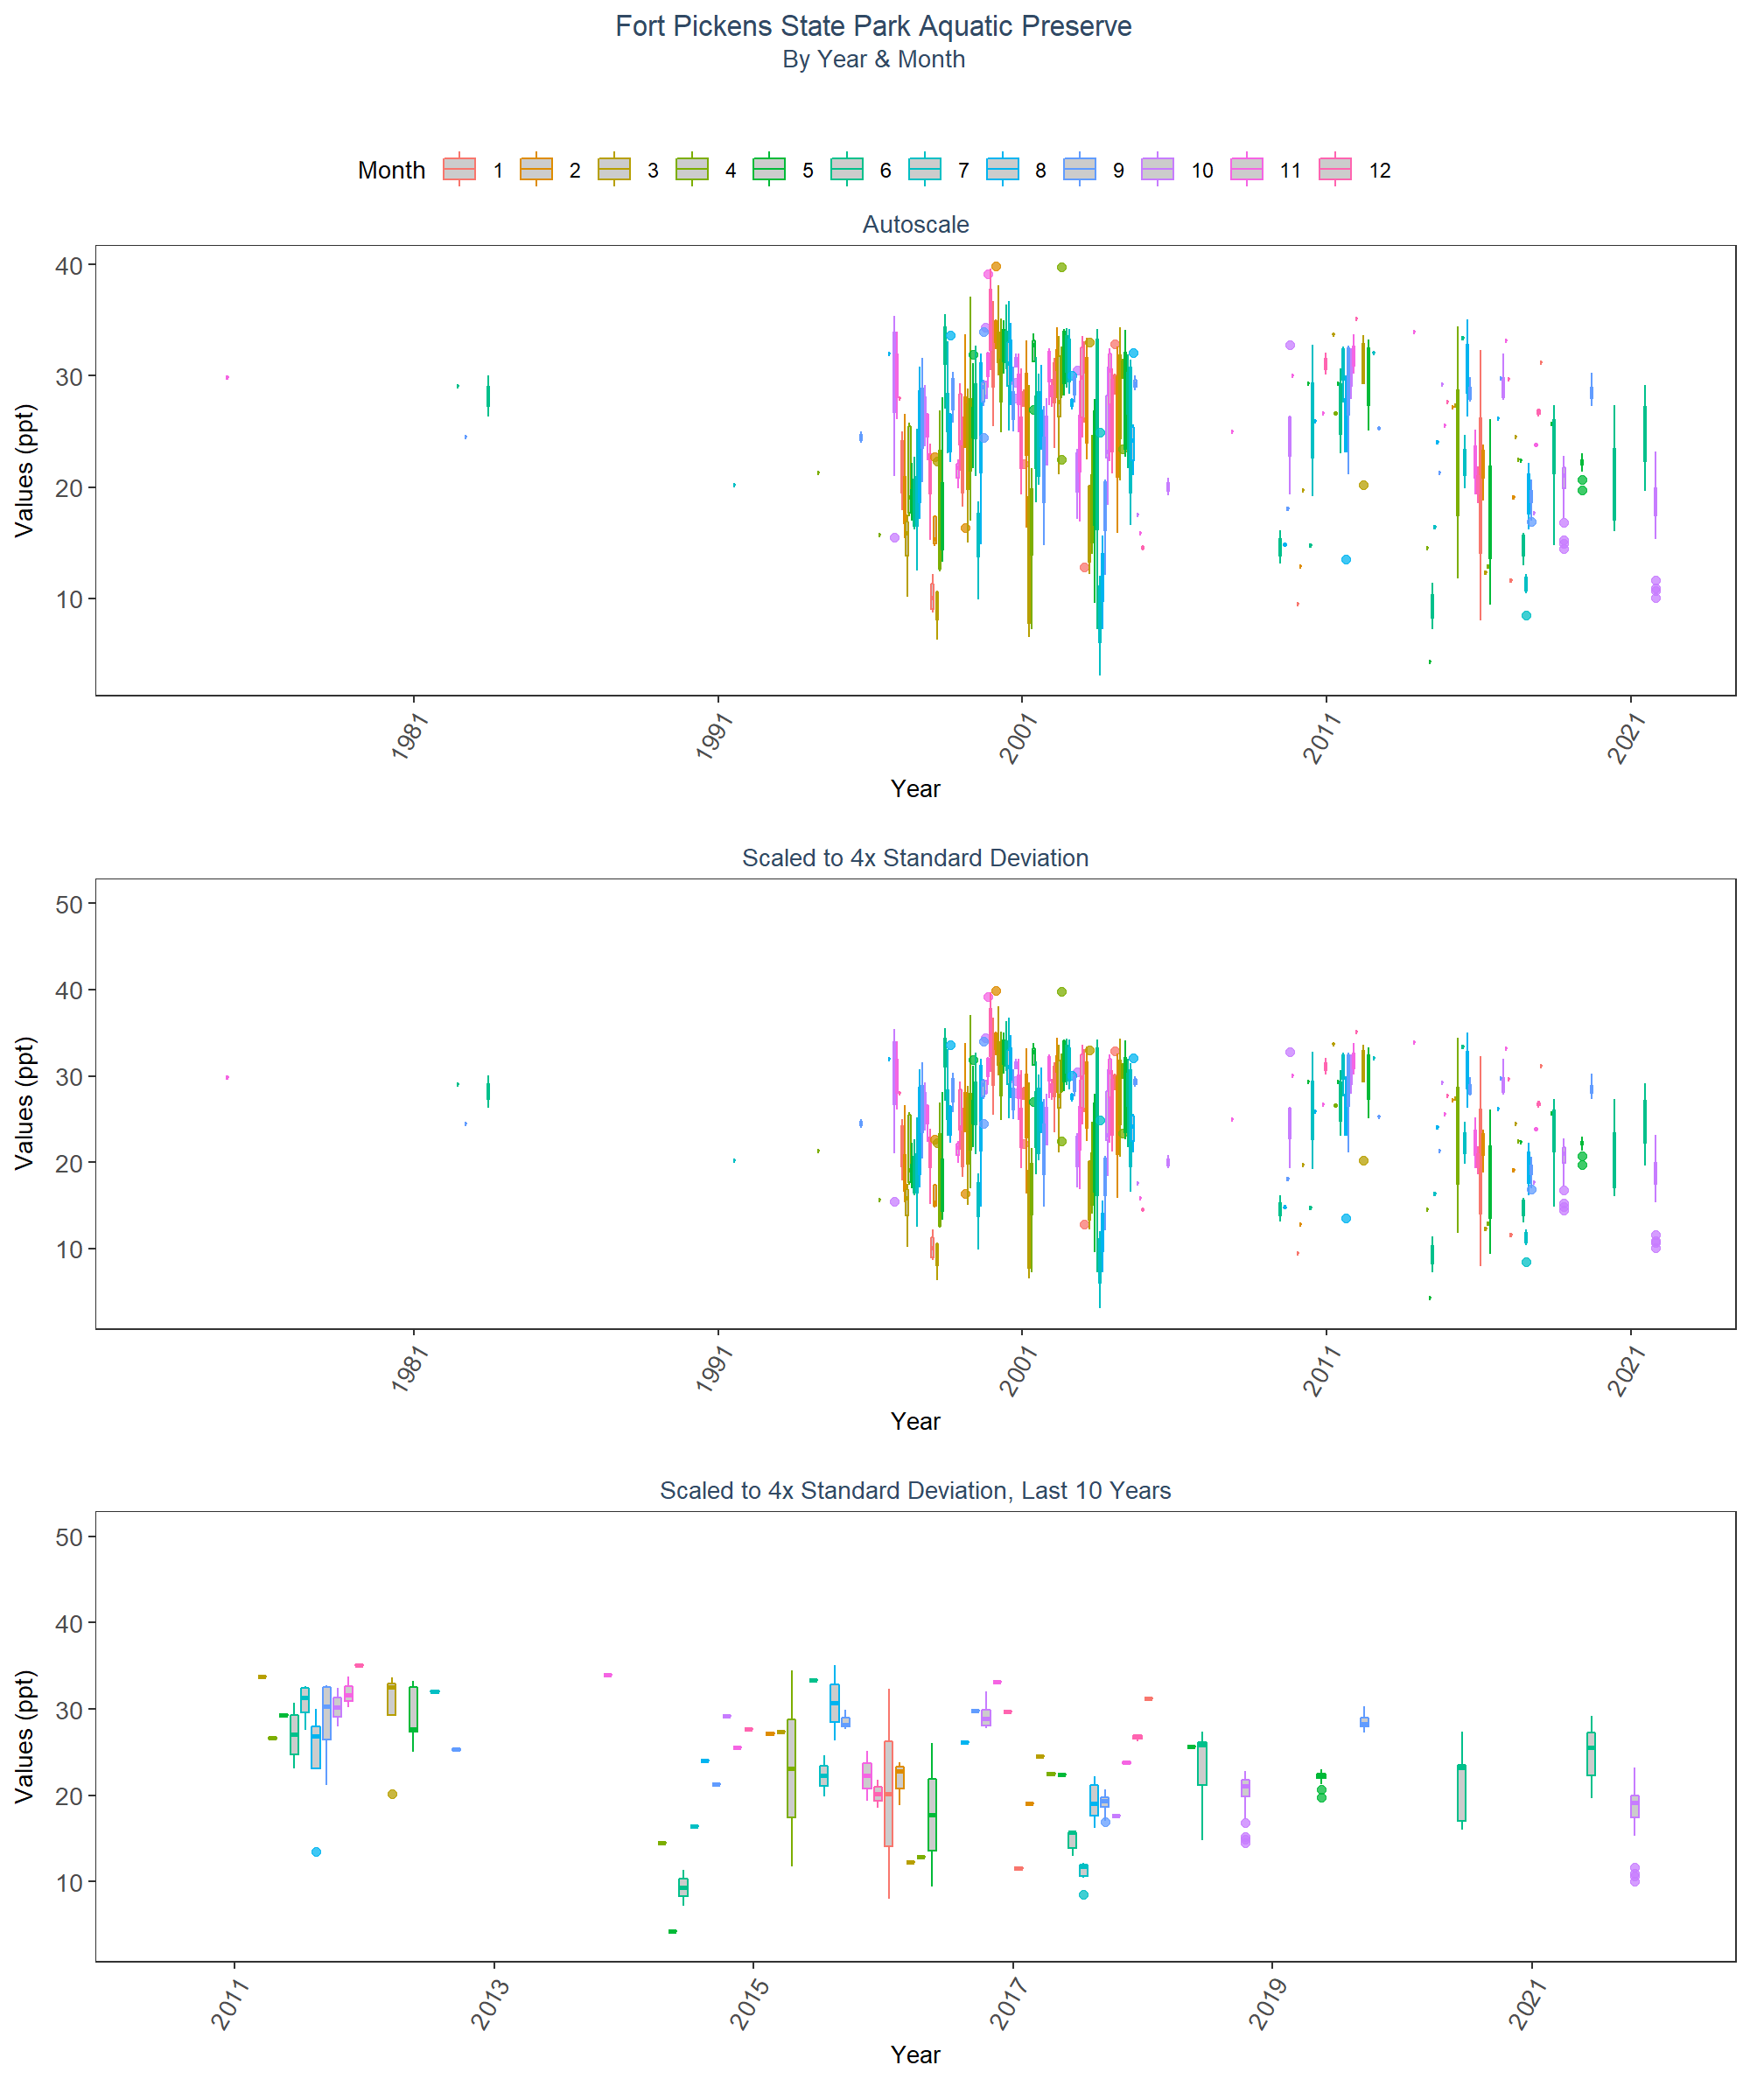 Fort Pickens State Park Aquatic Preserve
By Year & Month
Month 1 2 3 4 5 6 7 8 9 10 11 12
Autoscale
40
30
20
10
Values (ppt)
1981 1991 2001 2011 2021
Year
Scaled to 4x Standard Deviation
50
40
30
20
10
Values (ppt)
1981 1991 2001 2011 2021
Year
Scaled to 4x Standard Deviation, Last 10 Years
50
40
30
20
10
Values (ppt)
2011 2013 2015 2017 2019 2021
Year